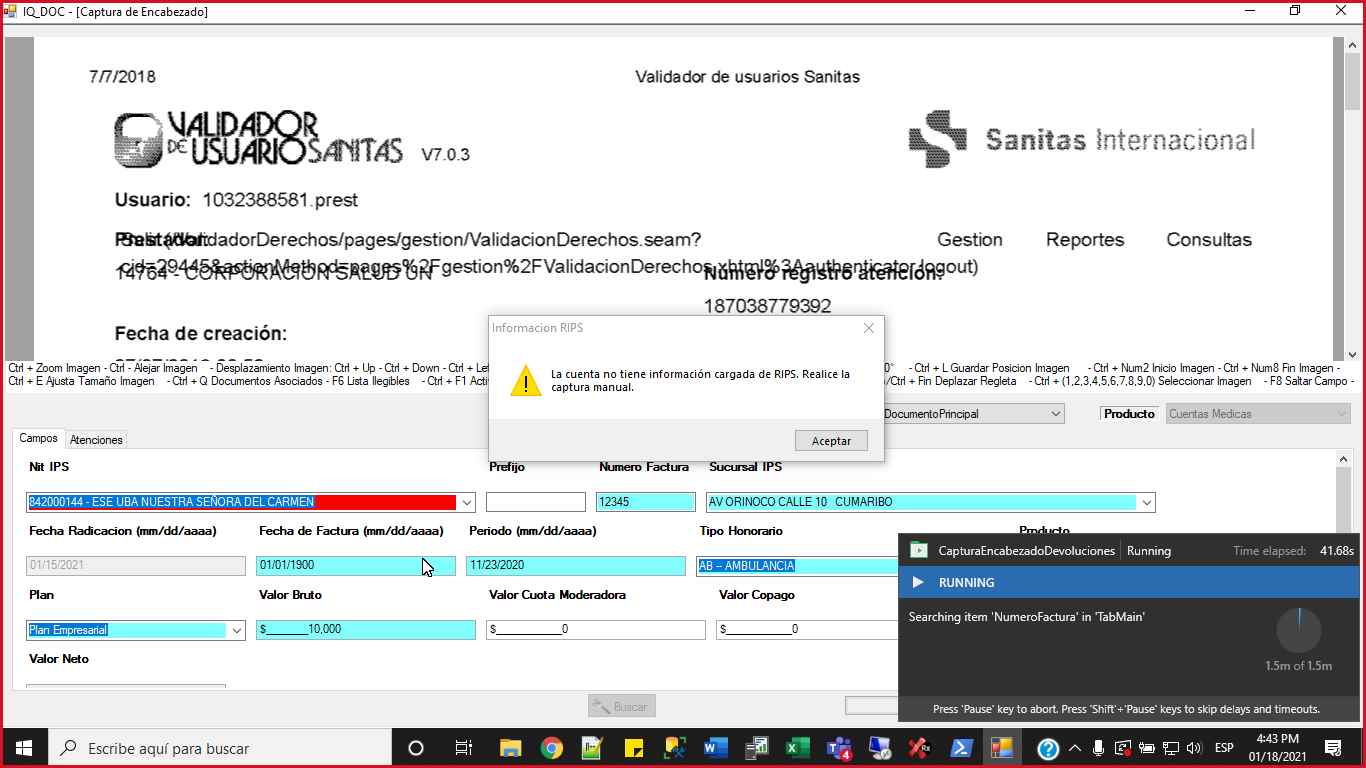 IQ_DOC - [Captura de Encabezado]
7/7/2018
Validador de usuarios Sanitas
VALIDADOR
DE USUARIO SANITAS V7.0.3
Sanitas Internacional
Usuario: 1032388581.prest
Prestador:
(/ValidadorDerechos/pages/gestion/ValidacionDerechos.seam?
Gestion Reportes Consultas
cid=29445&actionMethod=pages%2Fgestion%2FValidacionDerechos.xhtml%3Aauthenticator.logout)
14764 - CORPORACION SALUD UN
Número registro atención:
187038779392
Fecha de creación:
Informacion RIPS
La cuenta no tiene información cargada de RIPS. Realice la
captura manual.
Aceptar
Ctrl + Zoom Imagen - Ctrl - Alejar Imagen - Desplazamiento Imagen: Ctrl + Up - Ctrl + Down - Ctrl + Le
0° - Ctrl + L Guardar Posicion Imagen - Ctrl + Num2 Inicio Imagen - Ctrl + Num8 Fin Imagen -
Ctrl + E Ajusta Tamaño Imagen - Ctrl + Q Documentos Asociados - F6 Lista Ilegibles - Ctrl + F1 Acti
/Ctrl + Fin Deplazar Regleta - Ctrl + (1,2,3,4,5,6,7,8,9,0) Seleccionar Imagen - F8 Saltar Campo -
DocumentoPrincipal
Producto
Cuentas Medicas
Campos
Atenciones
Nit IPS
Prefijo
Numero Factura
Sucursal IPS
842000144 - ESE UBA NUESTRA SEÑORA DEL CARMEN
12345
AV ORINOCO CALLE 10 CUMARIBO
Fecha Radicacion (mm/dd/aaaa)
Fecha de Factura (mm/dd/aaaa)
Periodo (mm/dd/aaaa)
Tipo Honorario
Producto
01/15/2021
01/01/1900
11/23/2020
AB -- AMBULANCIA
Plan
Valor Bruto
Valor Cuota Moderadora
Valor Copago
Plan Empresarial
$________10,000
$___________0
$___________0
Valor Neto
Buscar
CapturaEncabezadoDevoluciones
Running
Time elapsed: 41.68s
RUNNING
Searching item 'NumeroFactura' in 'TabMain'
1.5m of 1.5m
Press 'Pause' key to abort. Press 'Shift'+'Pause' keys to skip delays and timeouts.
Escribe aquí para buscar
4
Rx
ESP
4:43 PM
01/18/2021